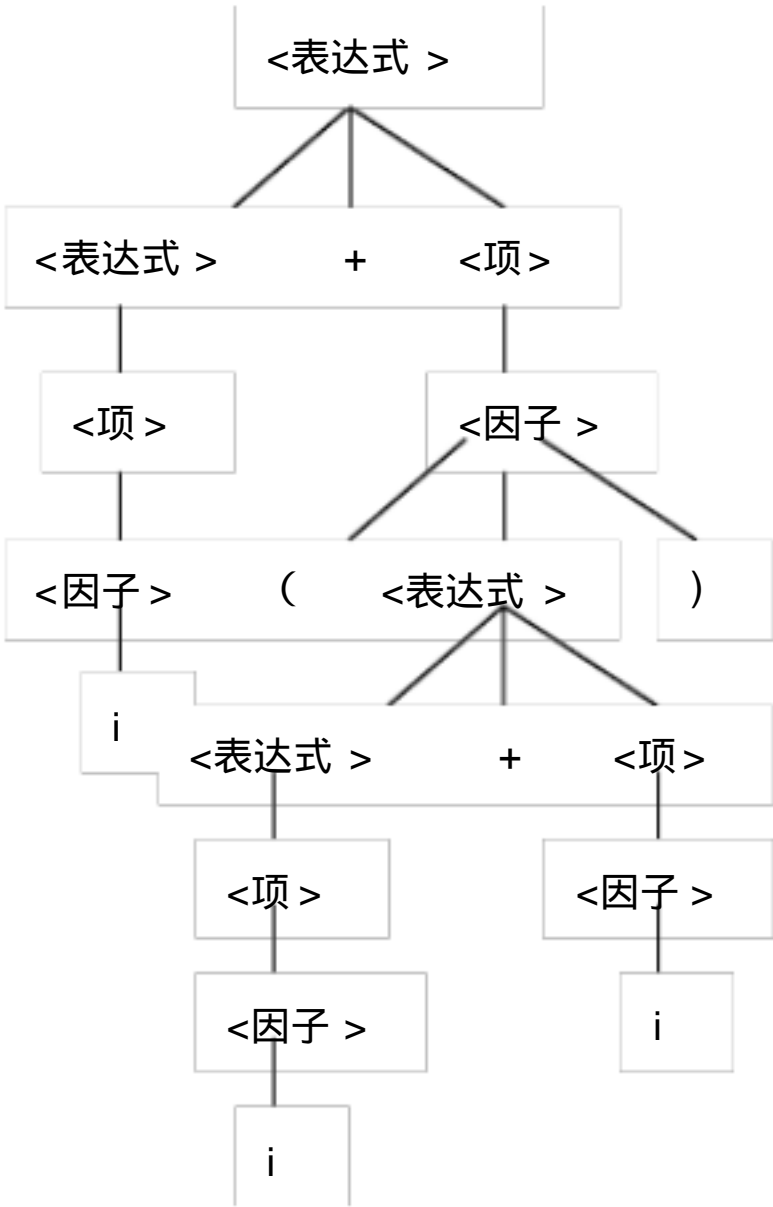 <表达式 >
<表达式 > + <项>
<项 > <因子 >
<因子 > ( <表达式 > )
i
<表达式 > + <项>
<项 > <因子 >
<因子 > i
i